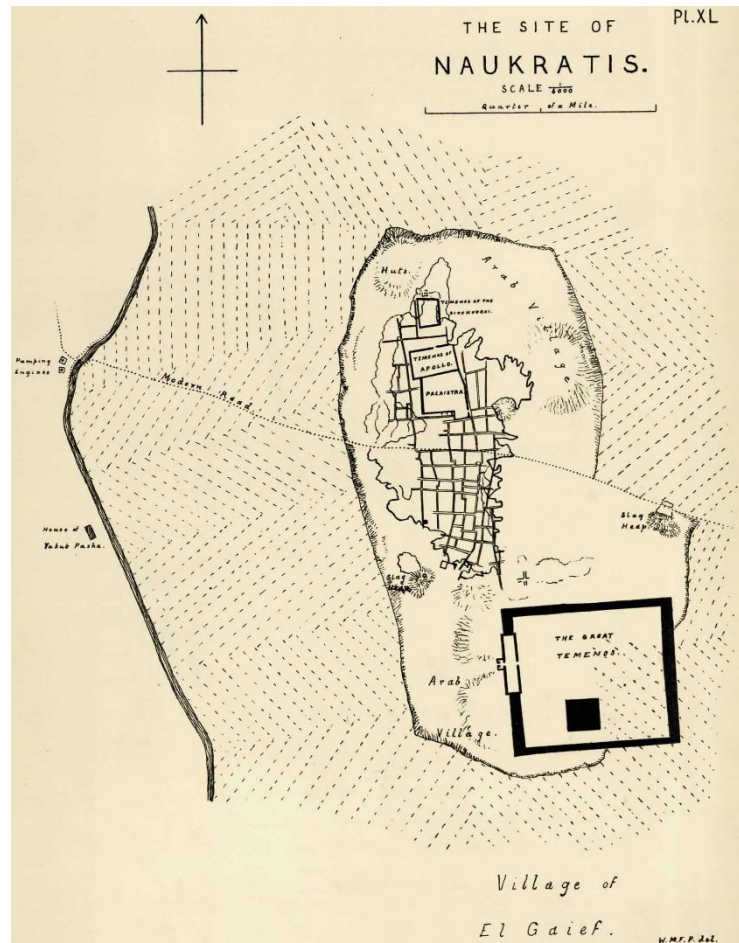 Pl.XL
THE SITE OF
NAUKRATIS.
SCALE 1/6000
Quarter of a Mile.
Huts.
Arab Village
TEMENOS OF THE
DIOSKOUROI.
TEMENOS OF
APOLLO.
PALAISTRA
Pumping
Engines
Modern Road
House of
Yakub Pasha.
Slag
Heap.
Slag
Heap
THE GREAT
TEMENOS.
Arab
Village.
Village of
El Gaief.
W.M.F.P. del.